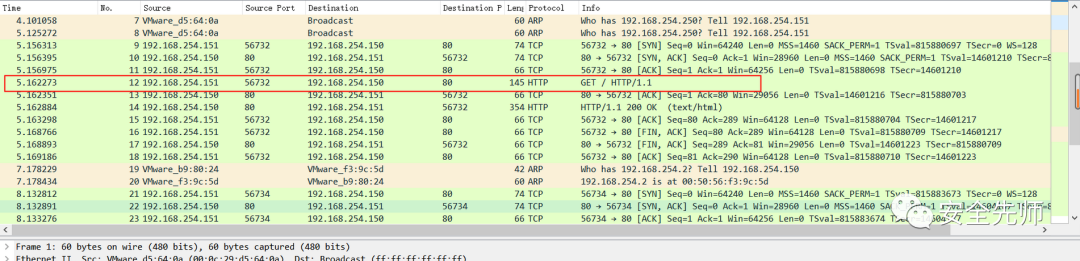 Time No. Source Source Port Destination Destination P Leng Protocol Info
4.101058 7 VMware_d5:64:0a Broadcast 60 ARP Who has 192.168.254.250? Tell 192.168.254.151
5.125272 8 VMware_d5:64:0a Broadcast 60 ARP Who has 192.168.254.250? Tell 192.168.254.151
5.156313 9 192.168.254.151 56732 192.168.254.150 80 74 TCP 56732 → 80 [SYN] Seq=0 Win=64240 Len=0 MSS=1460 SACK_PERM=1 TSval=815880697 TSecr=0 WS=128
5.156395 10 192.168.254.150 80 192.168.254.151 56732 74 TCP 80 → 56732 [SYN, ACK] Seq=0 Ack=1 Win=28960 Len=0 MSS=1460 SACK_PERM=1 TSval=14601210 TSecr=8
5.156975 11 192.168.254.151 56732 192.168.254.150 80 66 TCP 56732 → 80 [ACK] Seq=1 Ack=1 Win=64256 Len=0 TSval=815880698 TSecr=14601210
5.162273 12 192.168.254.151 56732 192.168.254.150 80 145 HTTP GET / HTTP/1.1
5.162351 13 192.168.254.150 80 192.168.254.151 56732 66 TCP 80 → 56732 [ACK] Seq=1 Ack=80 Win=29056 Len=0 TSval=14601216 TSecr=815880703
5.162884 14 192.168.254.150 80 192.168.254.151 56732 354 HTTP HTTP/1.1 200 OK (text/html)
5.163298 15 192.168.254.151 56732 192.168.254.150 80 66 TCP 56732 → 80 [ACK] Seq=80 Ack=289 Win=64128 Len=0 TSval=815880704 TSecr=14601217
5.168766 16 192.168.254.151 56732 192.168.254.150 80 66 TCP 56732 → 80 [FIN, ACK] Seq=80 Ack=289 Win=64128 Len=0 TSval=815880709 TSecr=14601217
5.168893 17 192.168.254.150 80 192.168.254.151 56732 66 TCP 80 → 56732 [FIN, ACK] Seq=289 Ack=81 Win=29056 Len=0 TSval=14601223 TSecr=815880709
5.169186 18 192.168.254.151 56732 192.168.254.150 80 66 TCP 56732 → 80 [ACK] Seq=81 Ack=290 Win=64128 Len=0 TSval=815880710 TSecr=14601223
7.178229 19 VMware_b9:80:24 VMware_f3:9c:5d 42 ARP Who has 192.168.254.2? Tell 192.168.254.150
7.178434 20 VMware_f3:9c:5d VMware_b9:80:24 60 ARP 192.168.254.2 is at 00:50:56:f3:9c:5d
8.132812 21 192.168.254.151 56734 192.168.254.150 80 74 TCP 56734 → 80 [SYN] Seq=0 Win=64240 Len=0 MSS=1460 SACK_PERM=1 TSval=815883673 TSecr=0 WS=128
8.132891 22 192.168.254.150 80 192.168.254.151 56734 74 TCP 80 → 56734 [SYN, ACK] Seq=0 Ack=1 Win=28960 Len=0 MSS=1460
8.133276 23 192.168.254.151 56734 192.168.254.150 80 66 TCP 56734 → 80 [ACK] Seq=1 Ack=1 Win=64256 Len=0 TSval=815883674
安全先师
Frame 1: 60 bytes on wire (480 bits), 60 bytes captured (480 bits)
Ethernet II, Src: VMware_d5:64:0a (00:0c:29:d5:64:0a), Dst: Broadcast (ff:ff:ff:ff:ff:ff)